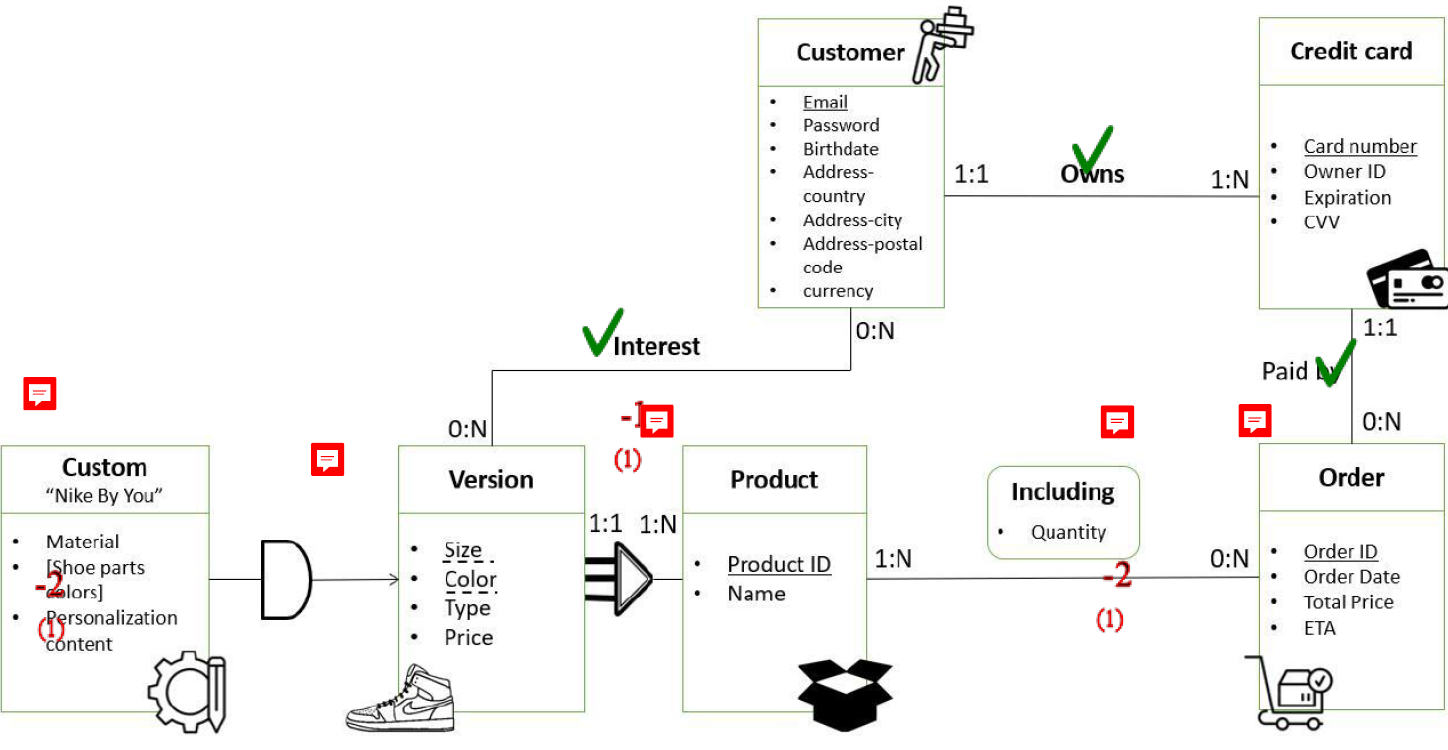 Customer
Email
Password
Birthdate
Address-
country
Address-city
Address-postal
code
currency
Credit card
Card number
Owner ID
Expiration
CVV
1:1
Owns
1:N
0:N
Interest
0:N
1:1
Paid by
0:N
Custom
“Nike By You”
Material
[Shoe parts
colors]
Personalization
content
-2
(1)
Version
Size
Color
Type
Price
-1
(1)
1:1
1:N
Product
Product ID
Name
1:N
Including
Quantity
-2
(1)
0:N
Order
Order ID
Order Date
Total Price
ETA